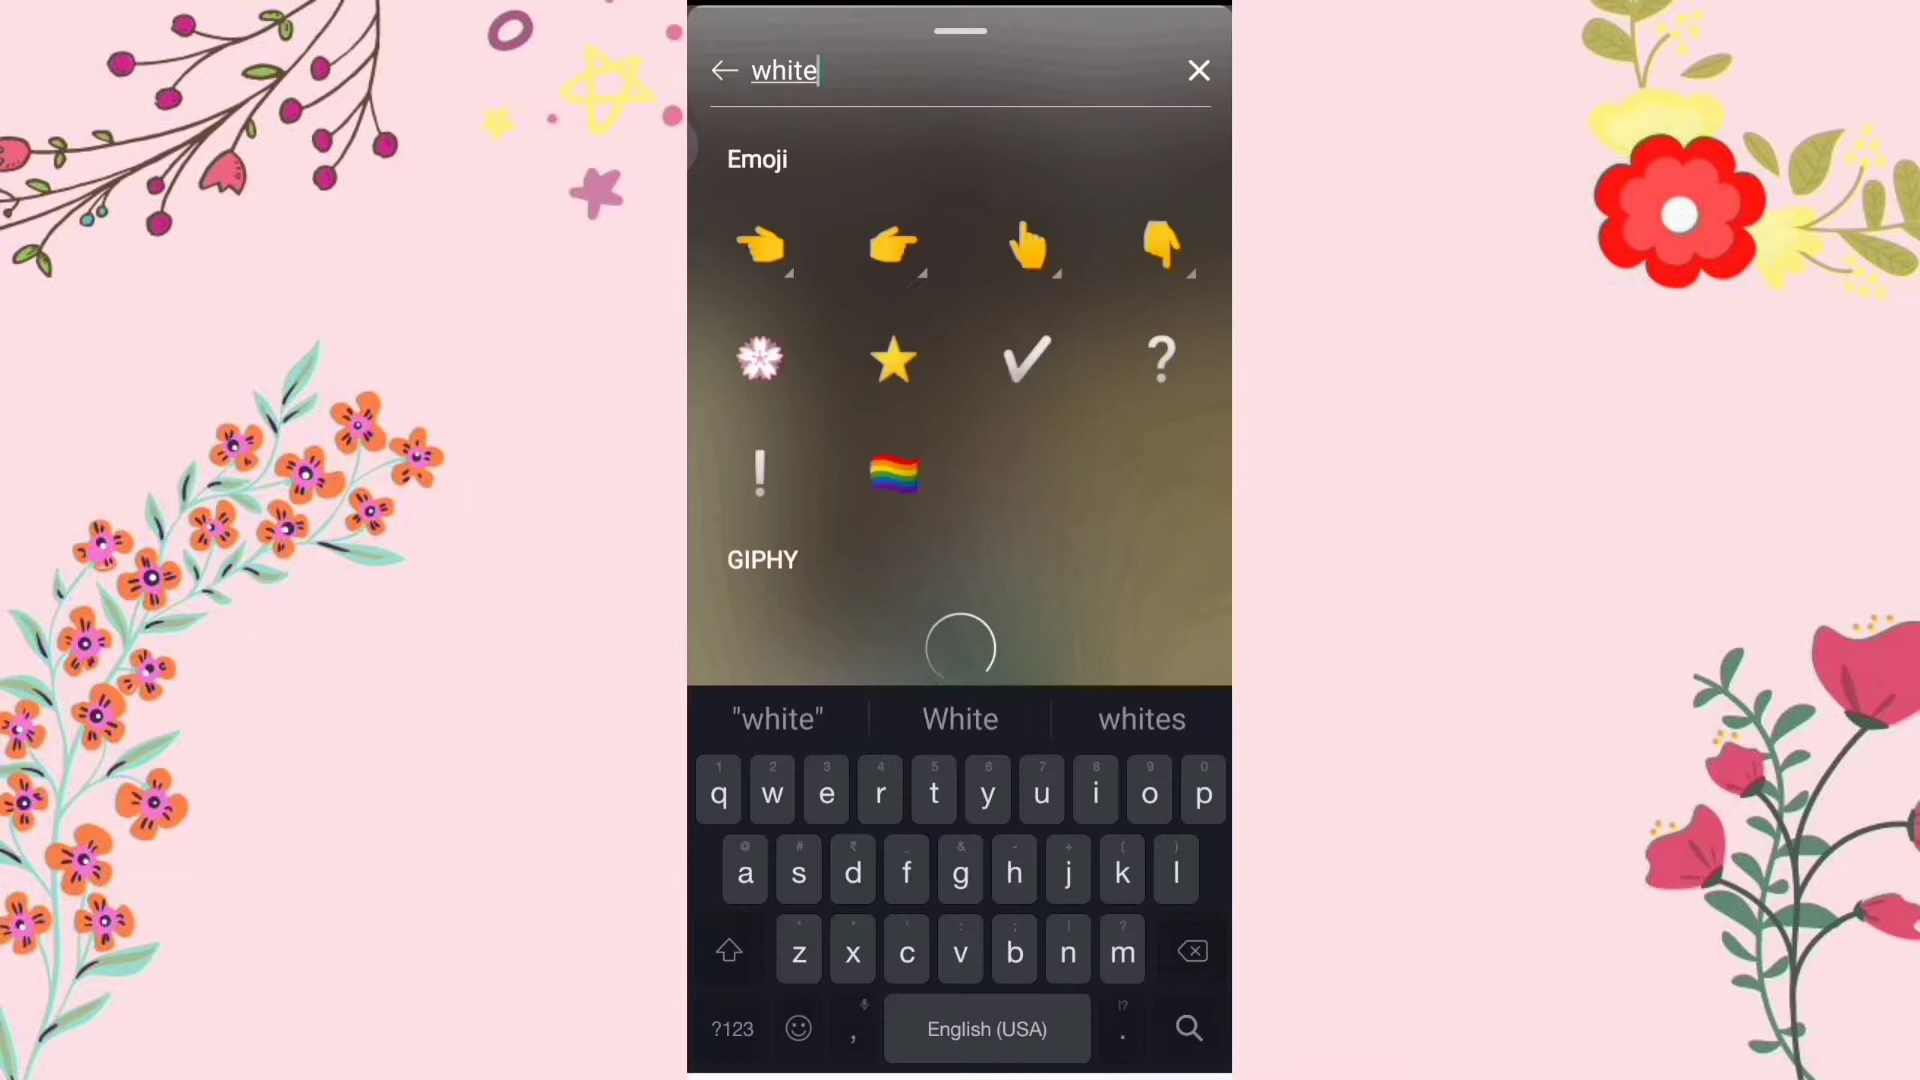 white
Emoji
GIPHY
"white" White whites
1 2 3 4 5 6 7 8 9 0
q w e r t y u i o p
@ # ₹ _ & - + ( )
a s d f g h j k l
* " ' : ; | ?
z x c v b n m
!?
?123 , English (USA) .